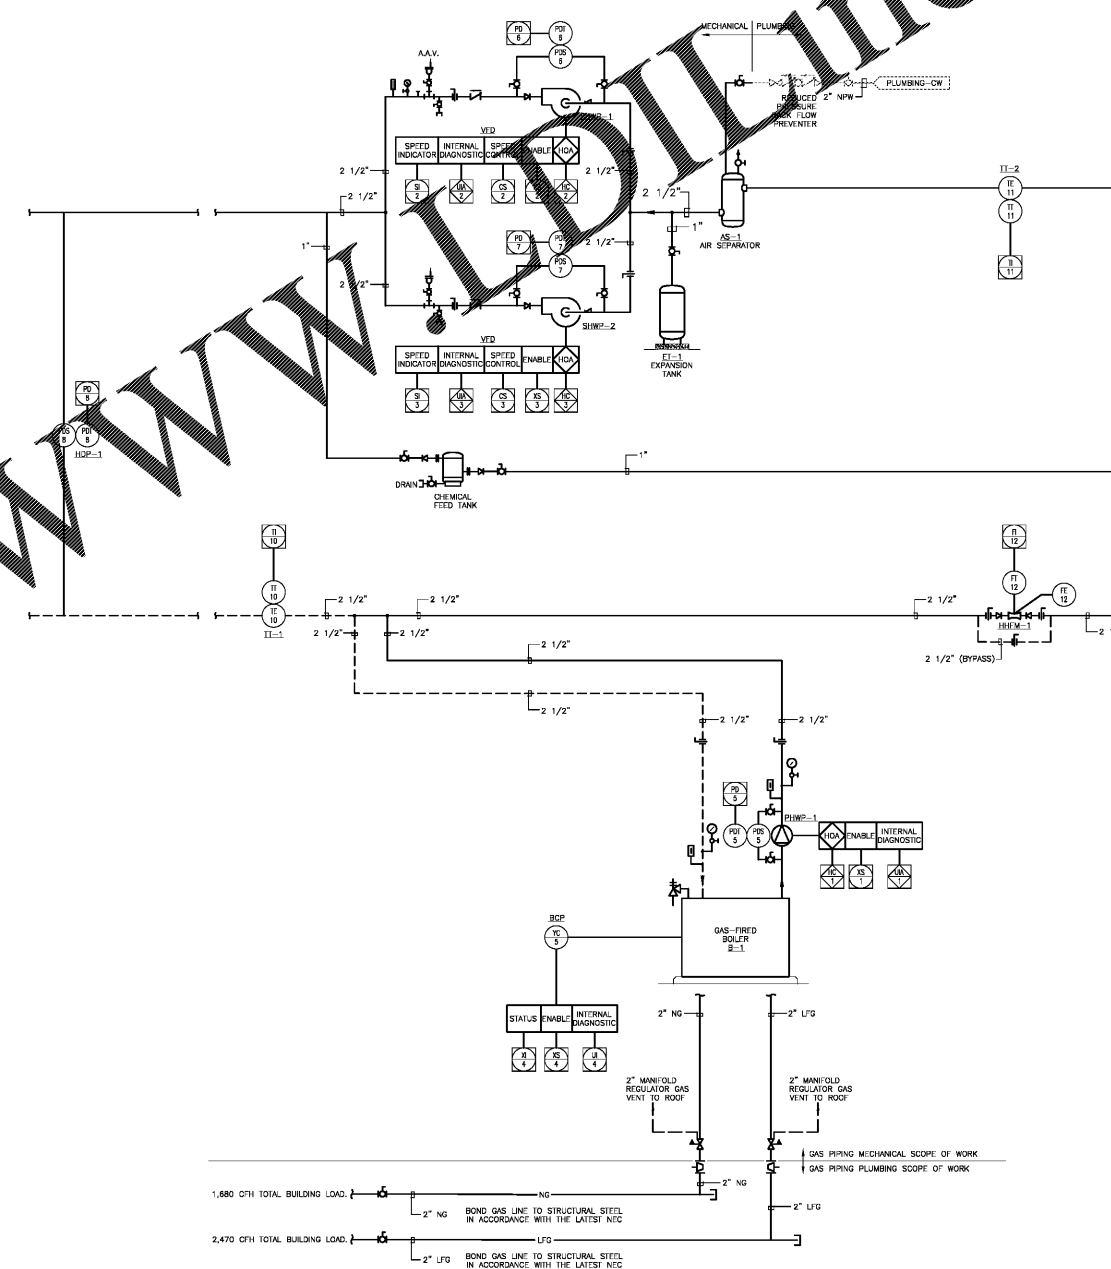 WWW.LDILine
MECHANICAL
PLUMBING
PD
6
PDT
6
PDS
6
A.A.V.
REDUCED
PRESSURE
BACK FLOW
PREVENTER
2" NPW
PLUMBING-CW
VFD
SPEED
INDICATOR
INTERNAL
DIAGNOSTIC
SPEED
CONTROL
ENABLE
HOA
SI
2
UIA
2
CS
2
HC
2
2 1/2"
2 1/2"
2 1/2"
2 1/2"
2 1/2"
2 1/2"
1"
1"
AS-1
AIR SEPARATOR
TT-2
TE
11
TT
11
TI
11
PD
7
PDS
7
SHWP-2
ET-1
EXPANSION
TANK
VFD
SPEED
INDICATOR
INTERNAL
DIAGNOSTIC
SPEED
CONTROL
ENABLE
HOA
SI
3
UIA
3
CS
3
XS
3
HC
3
PD
8
PDS
8
PDT
8
HDP-1
DRAIN
CHEMICAL
FEED TANK
1"
TI
10
TT
10
TE
10
TT-1
2 1/2"
2 1/2"
2 1/2"
2 1/2"
2 1/2"
2 1/2"
2 1/2"
FI
12
FT
12
FE
12
HHFM-1
2 1/2" (BYPASS)
2
2 1/2"
2 1/2"
PD
5
PDT
5
PDS
5
PHWP-1
HOA
ENABLE
INTERNAL
DIAGNOSTIC
HC
1
XS
1
UIA
1
BCP
YC
5
GAS-FIRED
BOILER
B-1
STATUS
ENABLE
INTERNAL
DIAGNOSTIC
XI
4
XS
4
UI
4
2" NG
2" LFG
2" MANIFOLD
REGULATOR GAS
VENT TO ROOF
2" MANIFOLD
REGULATOR GAS
VENT TO ROOF
GAS PIPING MECHANICAL SCOPE OF WORK
GAS PIPING PLUMBING SCOPE OF WORK
2" NG
1,680 CFH TOTAL BUILDING LOAD.
NG
2" NG
BOND GAS LINE TO STRUCTURAL STEEL
IN ACCORDANCE WITH THE LATEST NEC
2" LFG
2,470 CFH TOTAL BUILDING LOAD.
LFG
2" LFG
BOND GAS LINE TO STRUCTURAL STEEL
IN ACCORDANCE WITH THE LATEST NEC